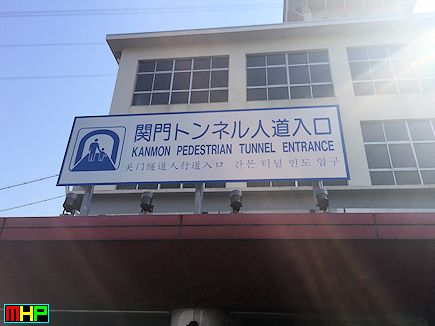 関門トンネル人道入口
KANMON PEDESTRIAN TUNNEL ENTRANCE
关门隧道人行道入口 간몬 터널 인도 입구
MHP